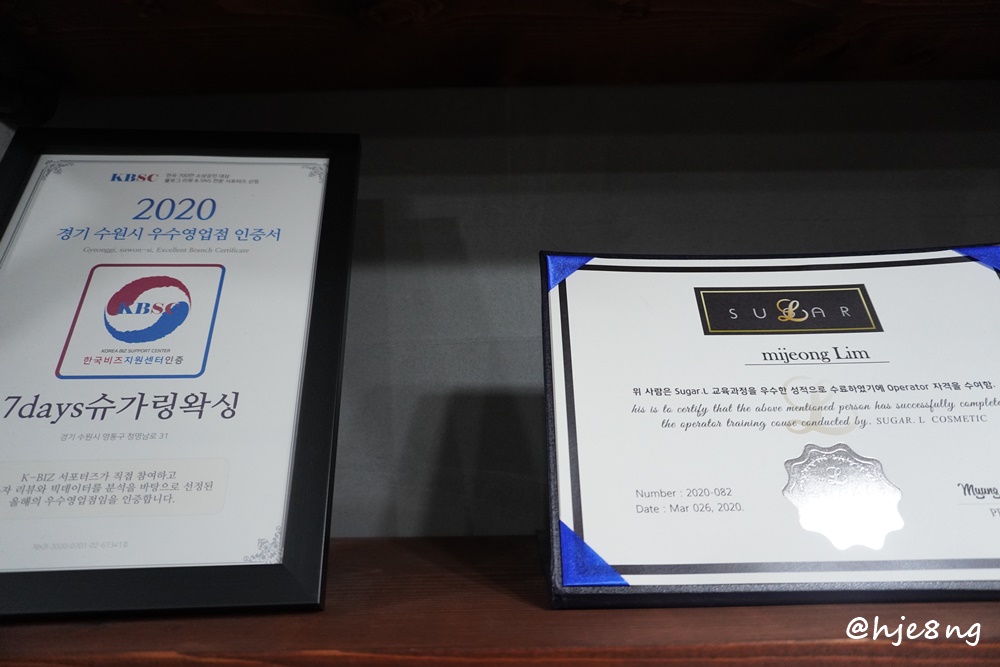 KBSC
2020
경기 수원시 우수영업점 인증서
Excellent Branch Certificate
KBSC
KOREA BIZ SUPPORT CENTER
한국비즈지원센터인증
7days슈가링왁싱
경기 수원시 영통구 청명남로 31
K-BIZ 서포터즈가 직접 참여하고
자 리뷰와 빅데이터를 분석을 바탕으로 선정된
올해의 우수영업점임을 인증합니다.
SUGAR
L
mijeong Lim
위 사람은 Sugar.L 교육과정을 우수한 성적으로 수료하였기에 Operator 자격을 수여함.
his is to certify that the above mentioned person has successfully complete
the operator training couse conducted by. SUGAR. L COSMETIC
Number : 2020-082
Date : Mar 026, 2020.
@hje8ng